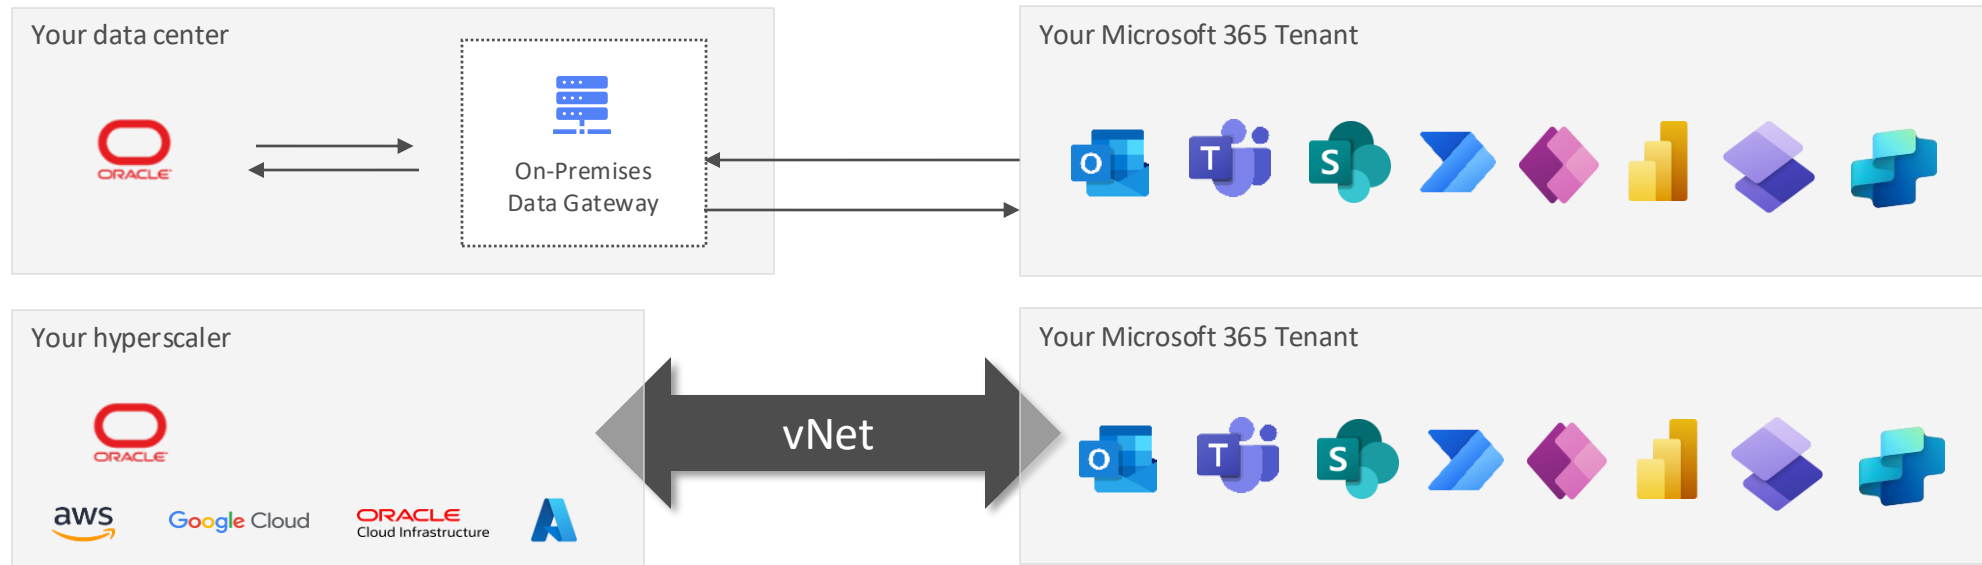 Your data center
ORACLE
On-Premises
Data Gateway
Your Microsoft 365 Tenant
O
T
S
Your hyperscaler
ORACLE
aws
Google Cloud
ORACLE
Cloud Infrastructure
vNet
Your Microsoft 365 Tenant
O
T
S